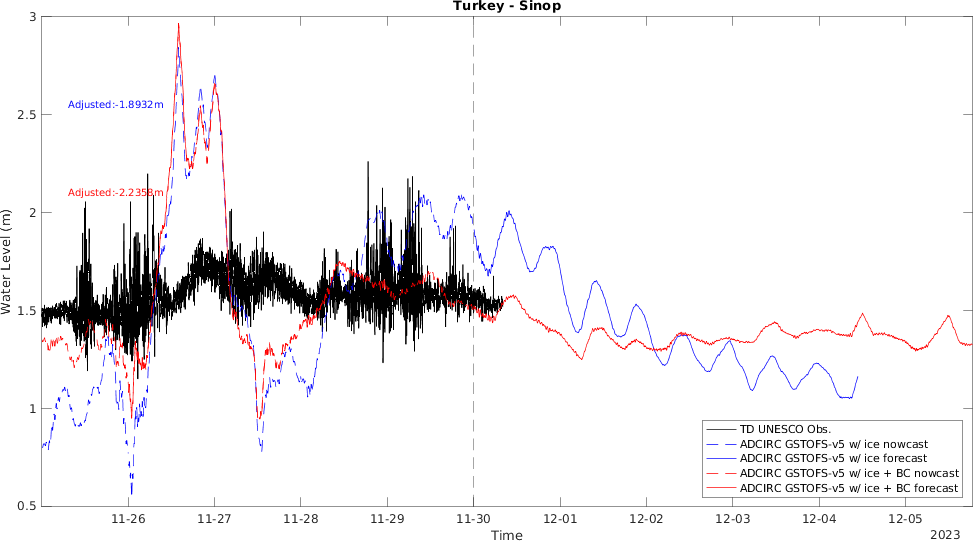 Turkey - Sinop
3
2.5
2
1.5
1
0.5
Water Level (m)
Adjusted:-1.8932m
Adjusted:-2.2358m
TD UNESCO Obs.
ADCIRC GSTOFS-v5 w/ ice nowcast
ADCIRC GSTOFS-v5 w/ ice forecast
ADCIRC GSTOFS-v5 w/ ice + BC nowcast
ADCIRC GSTOFS-v5 w/ ice + BC forecast
11-26 11-27 11-28 11-29 11-30 12-01 12-02 12-03 12-04 12-05
Time
2023